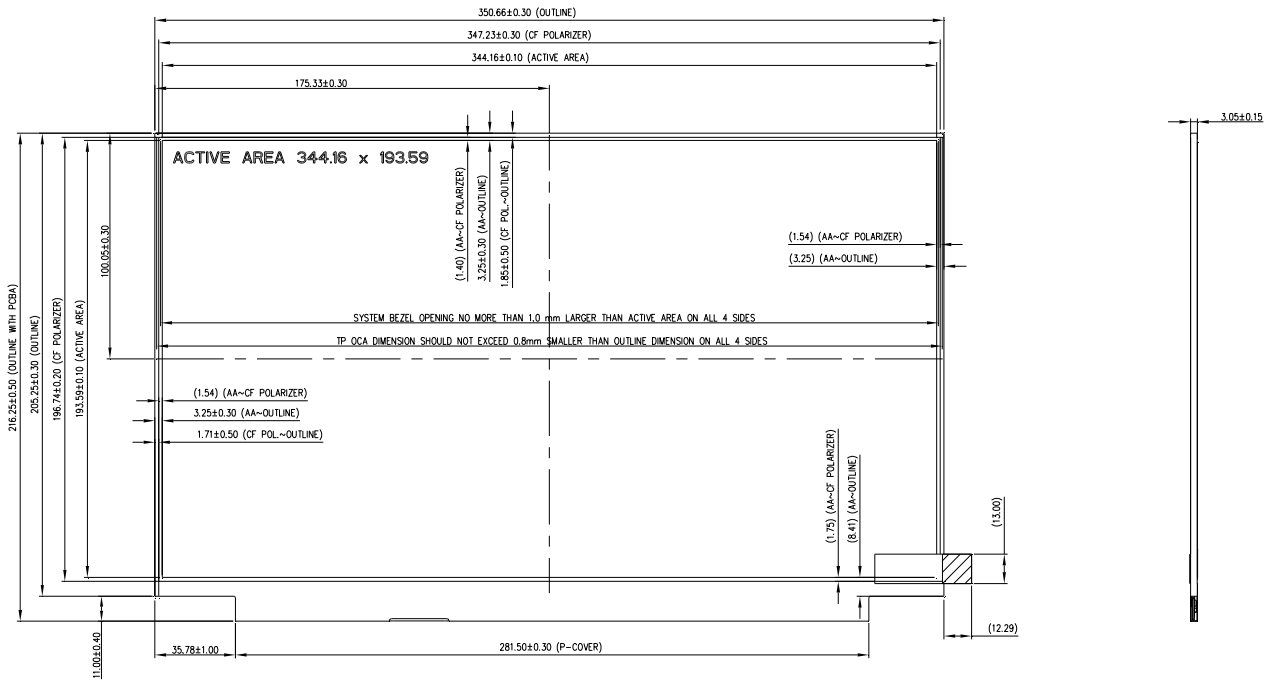 350.66±0.30 (OUTLINE)
347.23±0.30 (CF POLARIZER)
344.16±0.10 (ACTIVE AREA)
175.33±0.30
3.05±0.15
ACTIVE AREA 344.16 x 193.59
(1.40) (AA~CF POLARIZER)
3.25±0.30 (AA~OUTLINE)
1.85±0.50 (CF POL.~OUTLINE)
(1.54) (AA~CF POLARIZER)
(3.25) (AA~OUTLINE)
100.05±0.30
216.25±0.50 (OUTLINE WITH PCBA)
205.25±0.30 (OUTLINE)
196.74±0.20 (CF POLARIZER)
193.59±0.10 (ACTIVE AREA)
SYSTEM BEZEL OPENING NO MORE THAN 1.0 mm LARGER THAN ACTIVE AREA ON ALL 4 SIDES
TP OCA DIMENSION SHOULD NOT EXCEED 0.8mm SMALLER THAN OUTLINE DIMENSION ON ALL 4 SIDES
(1.54) (AA~CF POLARIZER)
3.25±0.30 (AA~OUTLINE)
1.71±0.50 (CF POL.~OUTLINE)
(1.75) (AA~CF POLARIZER)
(8.41) (AA~OUTLINE)
(13.00)
(12.29)
11.00±0.40
35.78±1.00
281.50±0.30 (P-COVER)